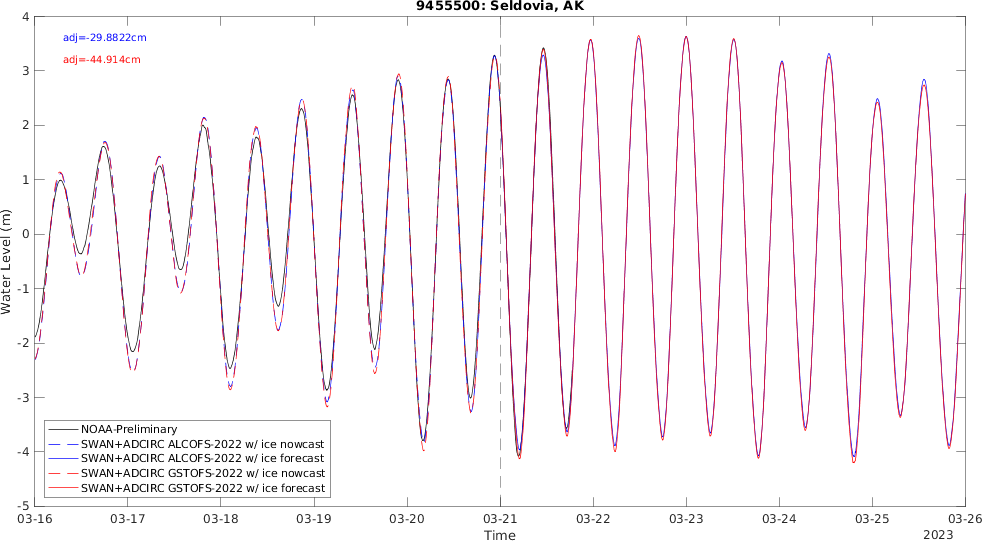 9455500: Seldovia, AK
adj=-29.8822cm
adj=-44.914cm
4
3
2
1
0
-1
-2
-3
-4
-5
Water Level (m)
NOAA-Preliminary
SWAN+ADCIRC ALCOFS-2022 w/ ice nowcast
SWAN+ADCIRC ALCOFS-2022 w/ ice forecast
SWAN+ADCIRC GSTOFS-2022 w/ ice nowcast
SWAN+ADCIRC GSTOFS-2022 w/ ice forecast
03-16 03-17 03-18 03-19 03-20 03-21 03-22 03-23 03-24 03-25 03-26
Time
2023